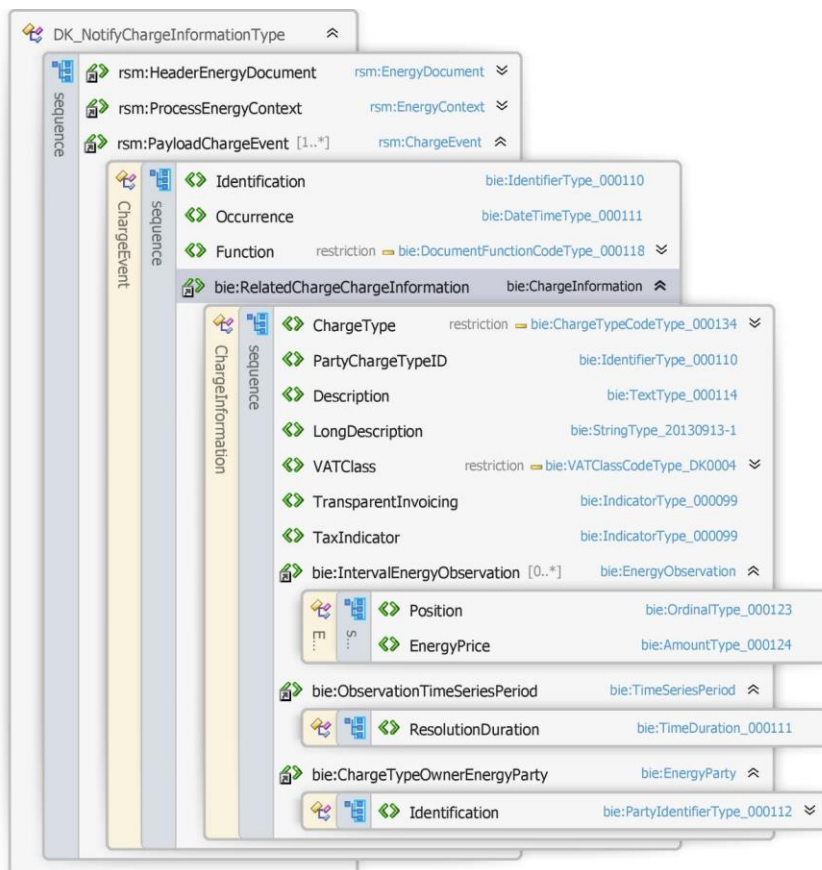 DK_NotifyChargeInformationType
sequence
rsm:HeaderEnergyDocument rsm:EnergyDocument
rsm:ProcessEnergyContext rsm:EnergyContext
rsm:PayloadChargeEvent [1..*] rsm:ChargeEvent
ChargeEvent
sequence
Identification bie:IdentifierType_000110
Occurrence bie:DateTimeType_000111
Function restriction bie:DocumentFunctionCodeType_000118
bie:RelatedChargeChargeInformation bie:ChargeInformation
ChargeInformation
sequence
ChargeType restriction bie:ChargeTypeCodeType_000134
PartyChargeTypeID bie:IdentifierType_000110
Description bie:TextType_000114
LongDescription bie:StringType_20130913-1
VATClass restriction bie:VATClassCodeType_DK0004
TransparentInvoicing bie:IndicatorType_000099
TaxIndicator bie:IndicatorType_000099
bie:IntervalEnergyObservation [0..*] bie:EnergyObservation
E...
s...
Position bie:OrdinalType_000123
EnergyPrice bie:AmountType_000124
bie:ObservationTimeSeriesPeriod bie:TimeSeriesPeriod
ResolutionDuration bie:TimeDuration_000111
bie:ChargeTypeOwnerEnergyParty bie:EnergyParty
Identification bie:PartyIdentifierType_000112